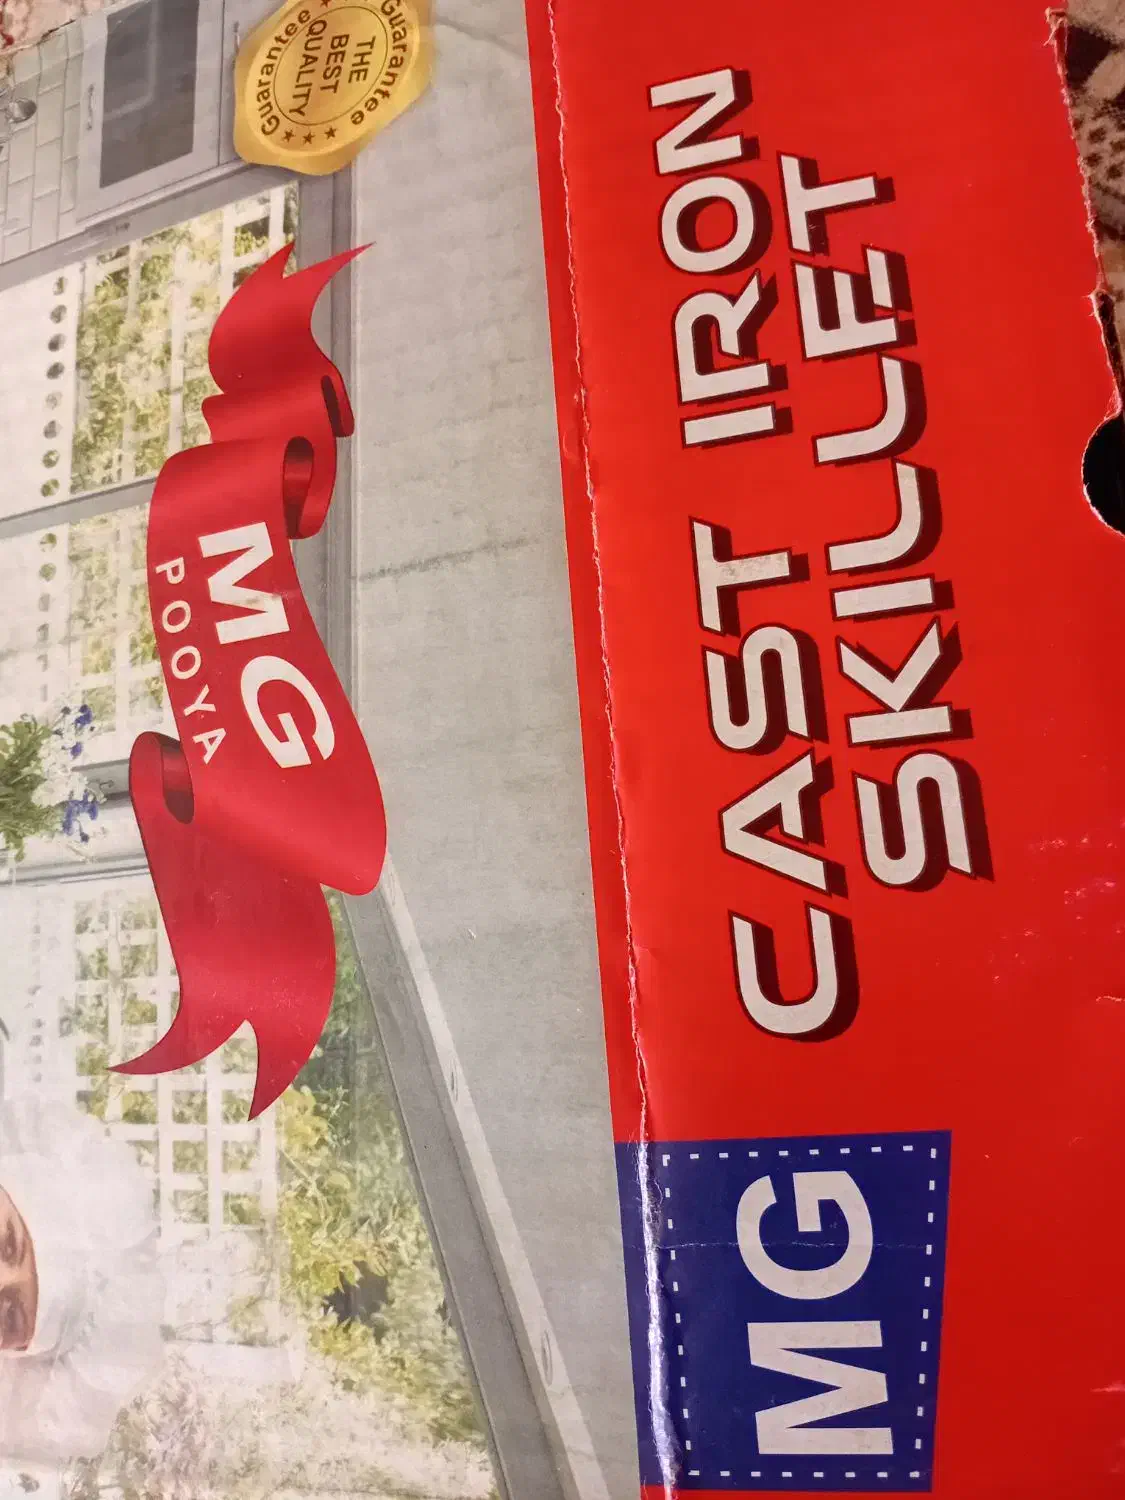 MG
CAST IRON
SKILLET
MG
POOYA
Guarantee
THE
BEST
QUALITY
Guarantee